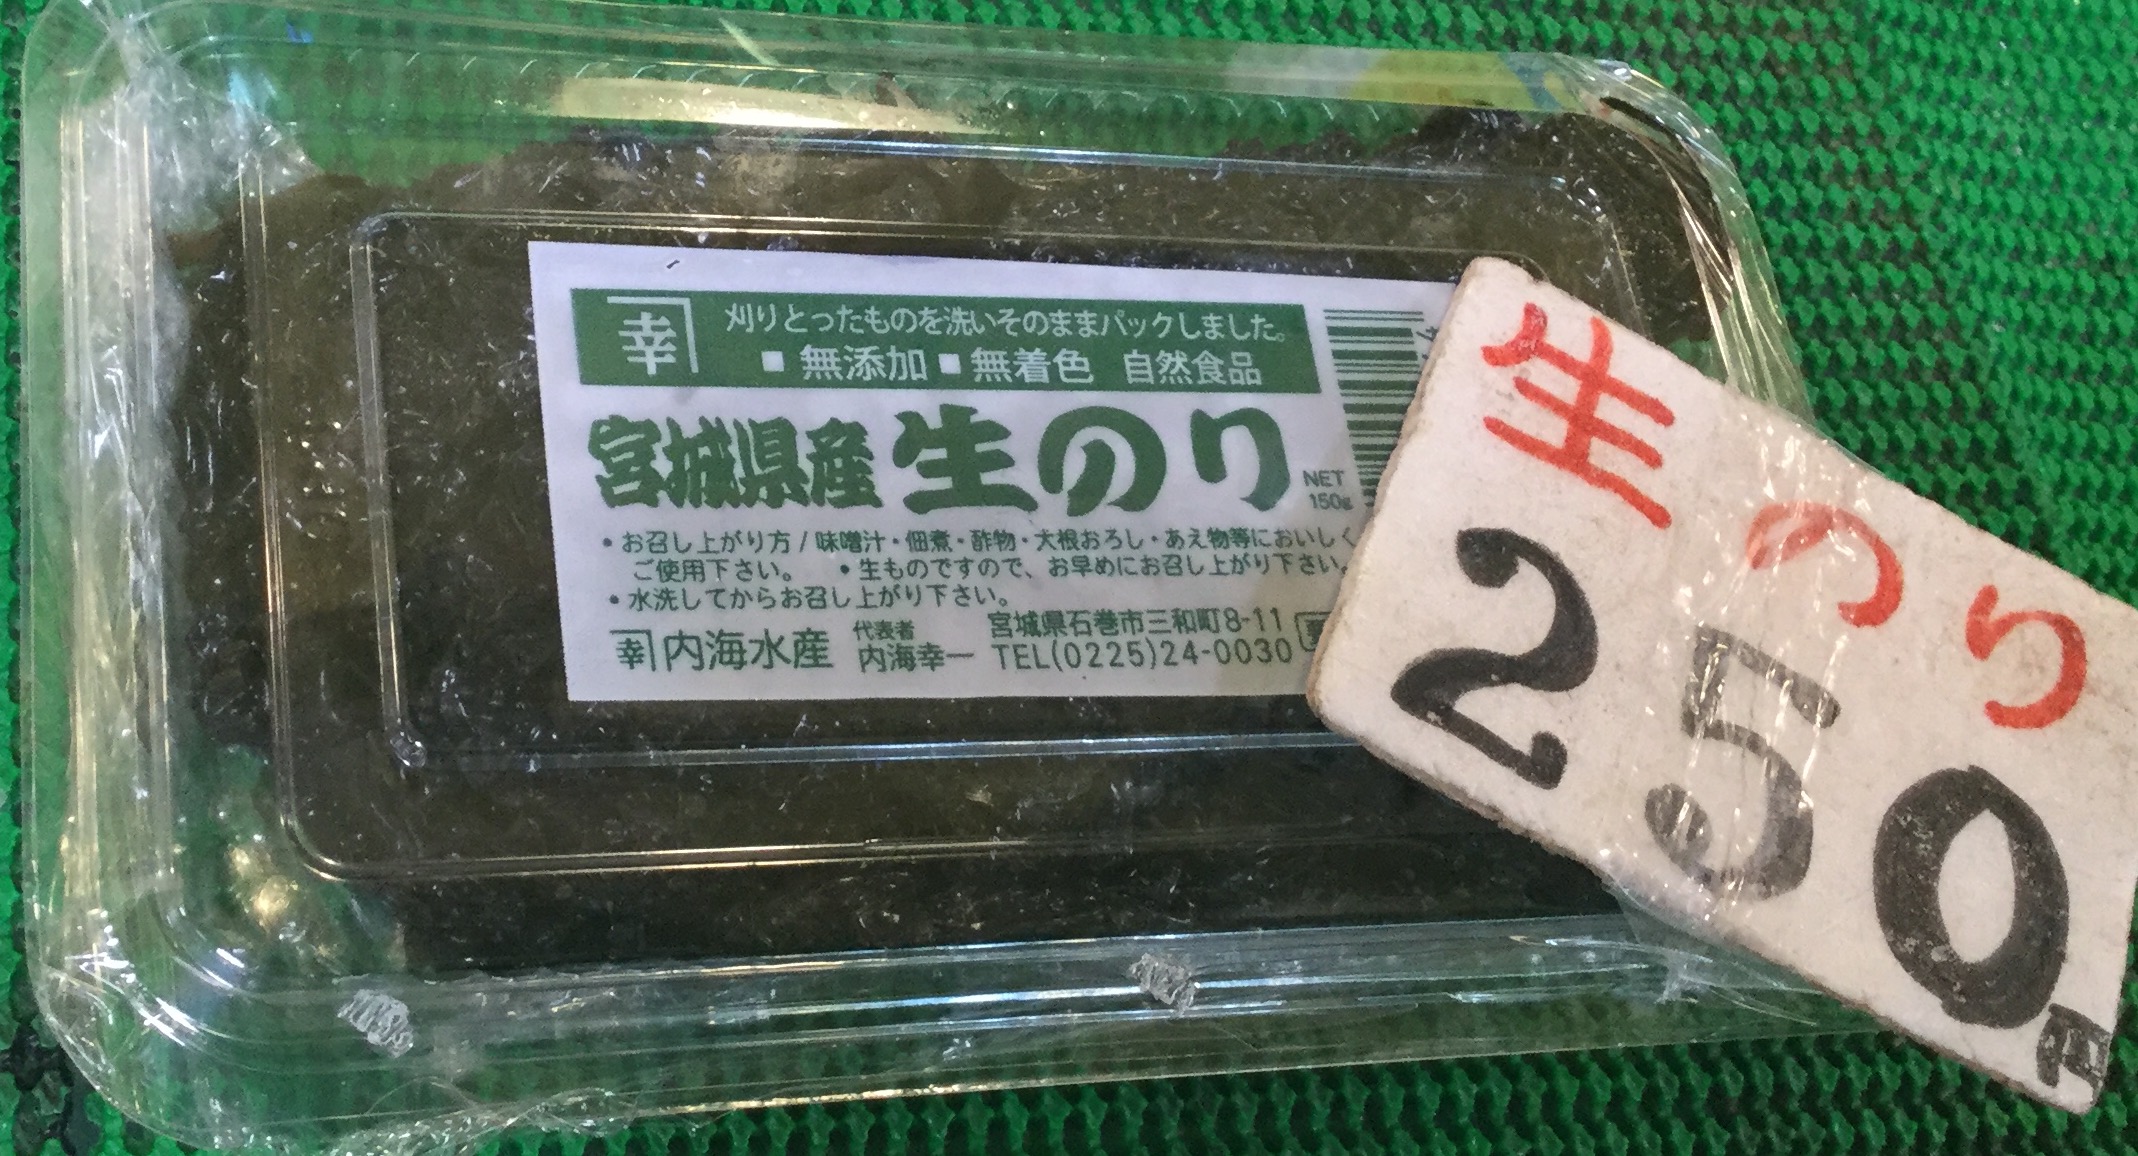 幸
刈りとったものを洗いそのままパックしました。
■無添加■無着色 自然食品
宮城県産 生のり
NET
150g
・お召し上がり方/味噌汁・佃煮・酢物・大根おろし・あえ物等においしく
ご使用下さい。 ・生ものですので、お早めにお召し上がり下さい。
・水洗してからお召し上がり下さい。
幸 内海水産 代表者 内海幸一
宮城県石巻市三和町8-11
TEL(0225)24-0030
生のり
250円